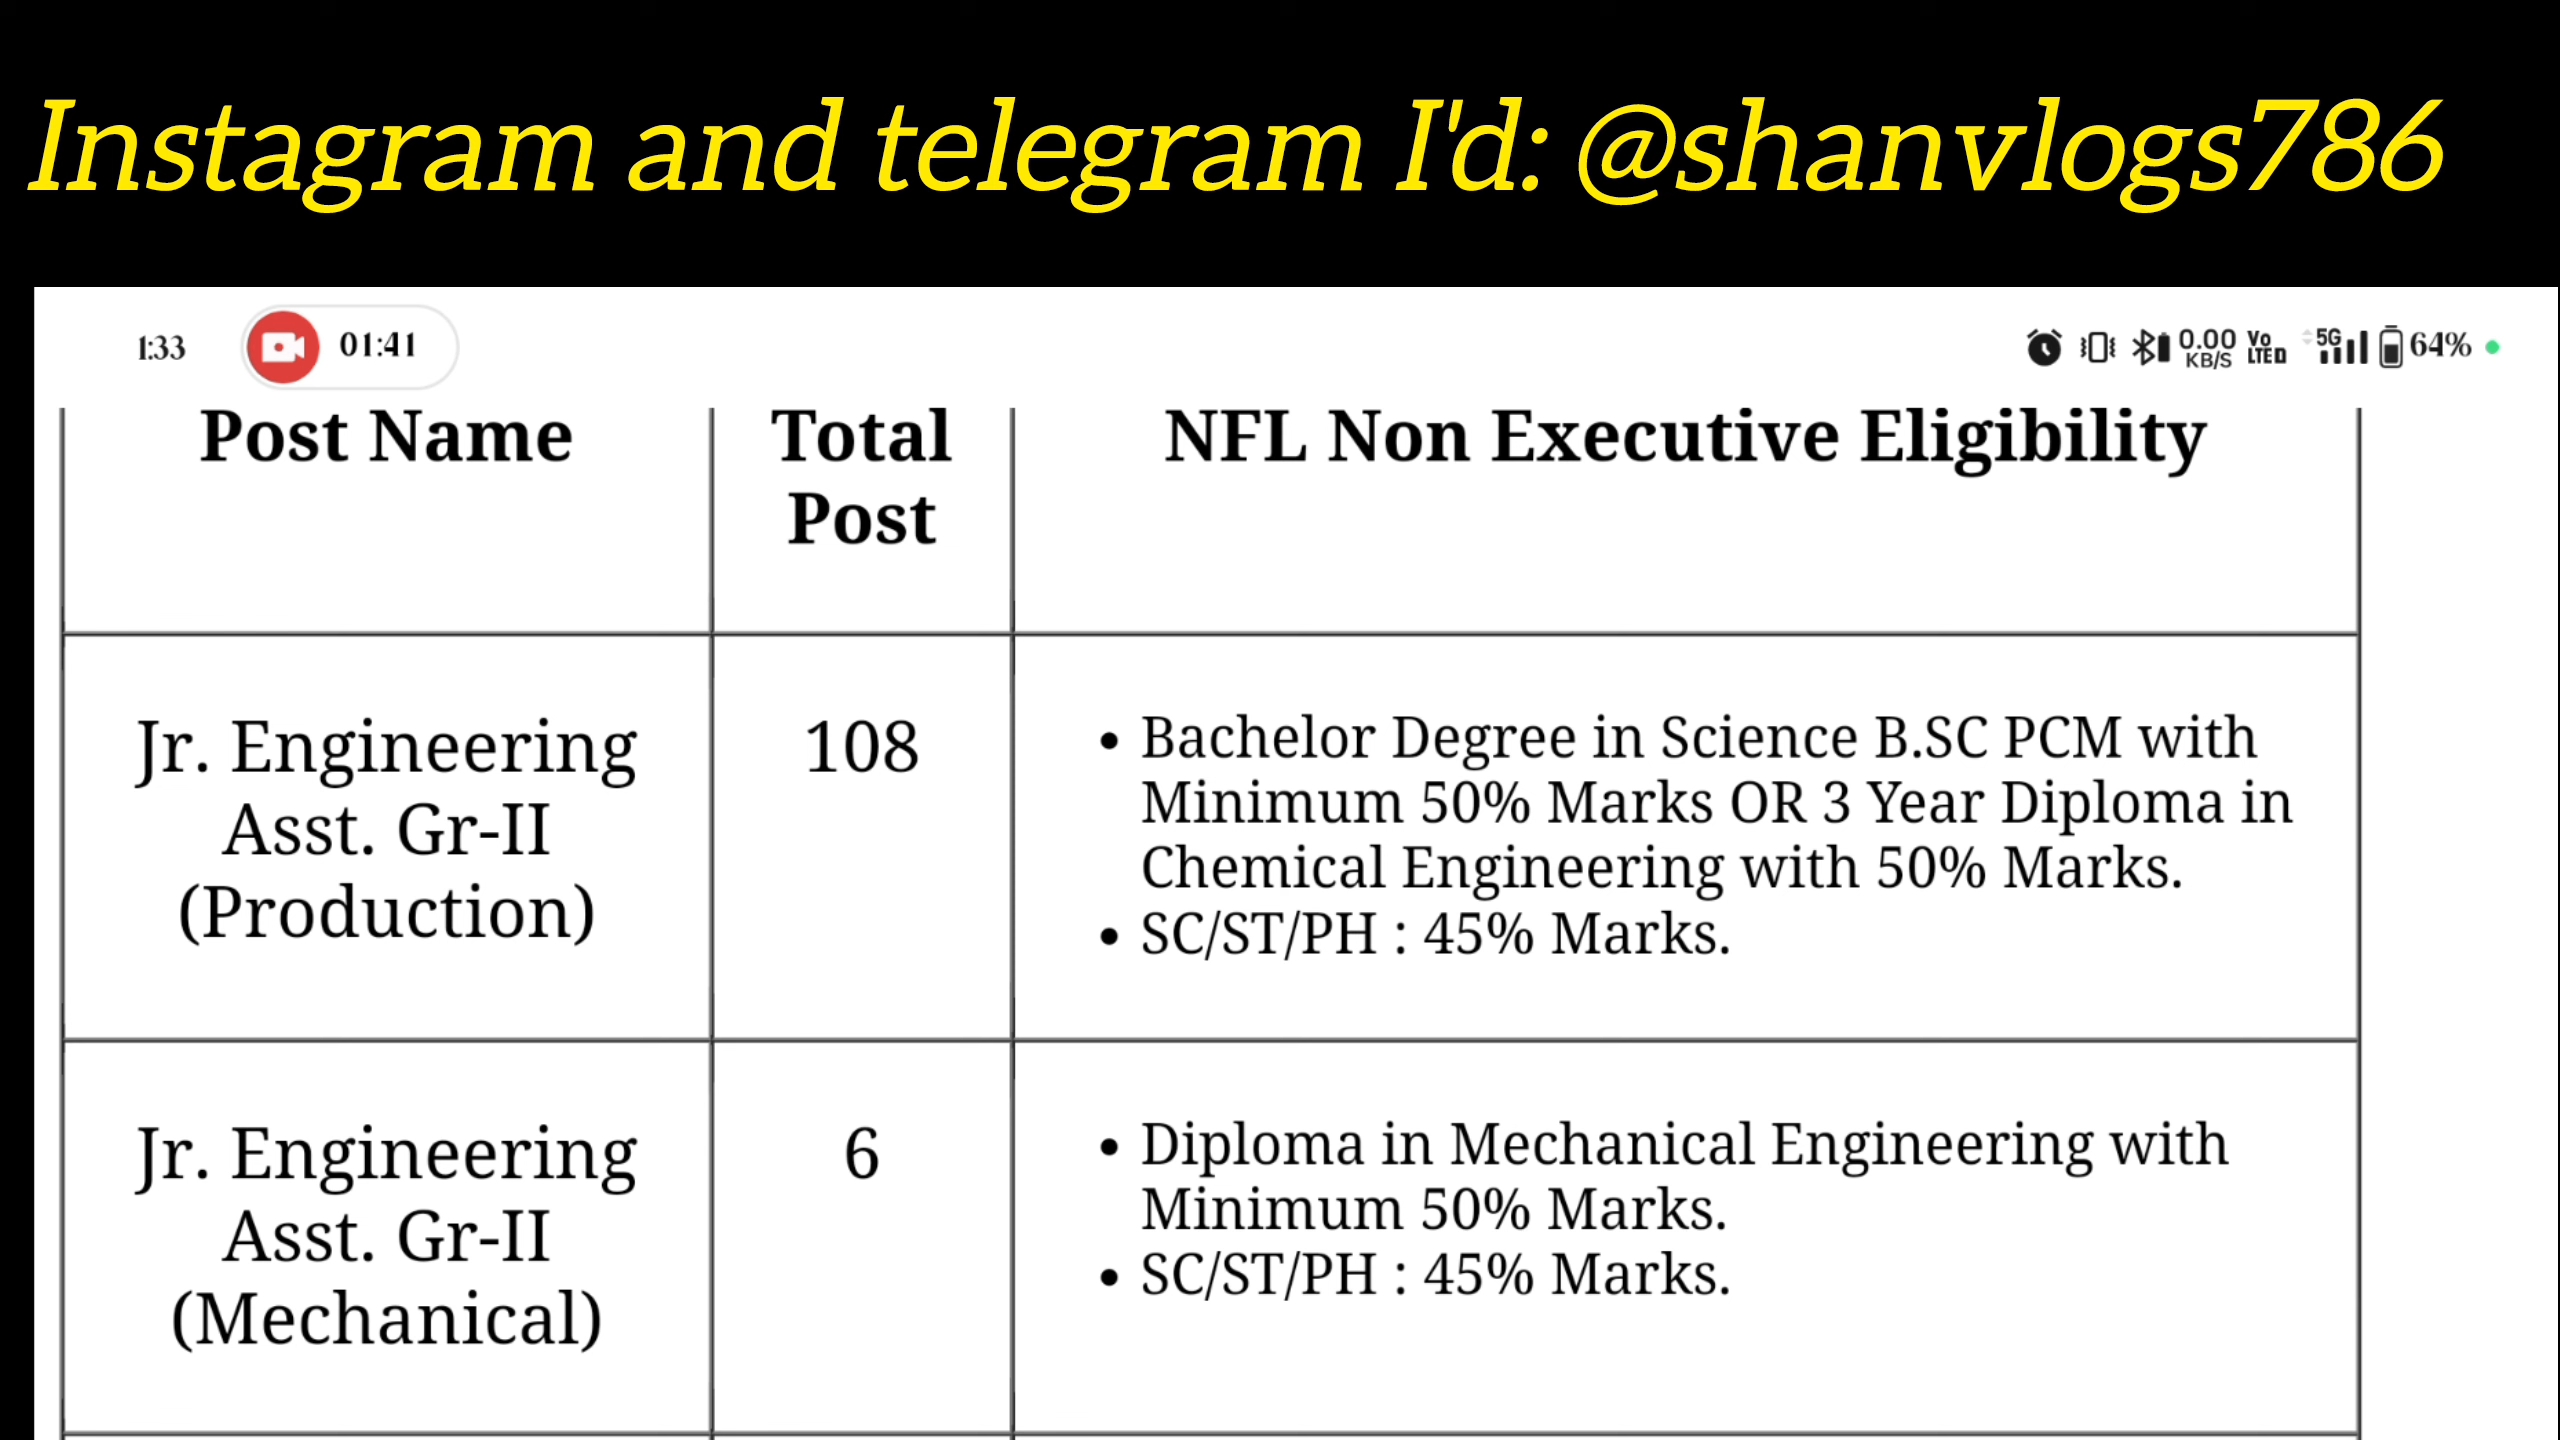 Instagram and telegram I'd: @shanvlogs786
1:33
01:41
0.00
KB/S
Vo
LTE
5G
64%
Post Name
Total
Post
NFL Non Executive Eligibility
Jr. Engineering
Asst. Gr-II
(Production)
108
• Bachelor Degree in Science B.SC PCM with
Minimum 50% Marks OR 3 Year Diploma in
Chemical Engineering with 50% Marks.
• SC/ST/PH : 45% Marks.
Jr. Engineering
Asst. Gr-II
(Mechanical)
6
• Diploma in Mechanical Engineering with
Minimum 50% Marks.
• SC/ST/PH : 45% Marks.